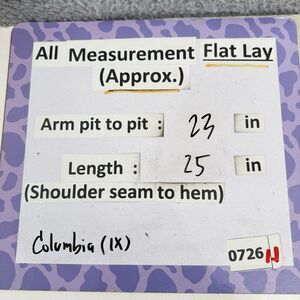 All Measurement Flat Lay
(Approx.)
Arm pit to pit : 23 in
Length : 25 in
(Shoulder seam to hem)
Columbia (1X)
0726